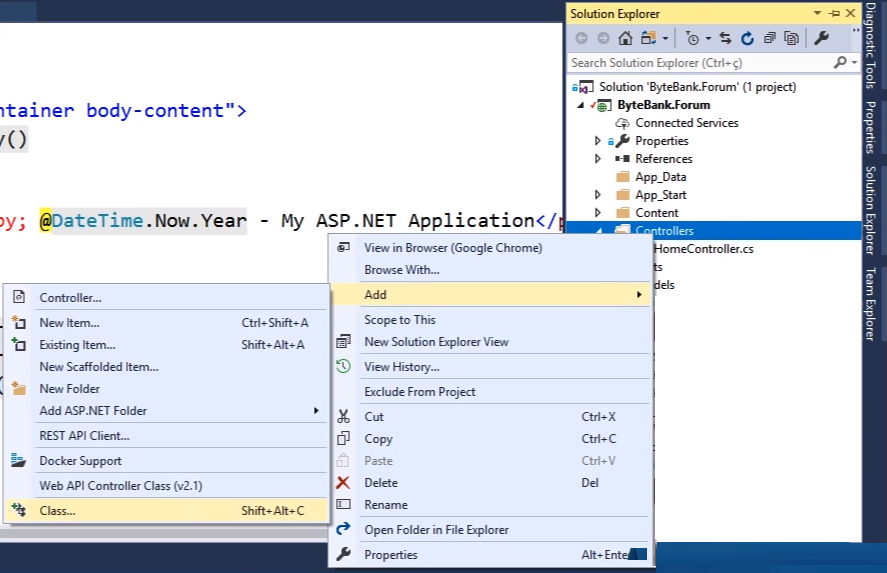 Solution Explorer
Search Solution Explorer (Ctrl+ç)
Solution 'ByteBank.Forum' (1 project)
ByteBank.Forum
Connected Services
Properties
References
App_Data
App_Start
Content
Controllers
HomeController.cs
ts
dels
Diagnostic Tools
Properties
Solution Explorer
Team Explorer
ntainer body-content">
y()
py; @DateTime.Now.Year - My ASP.NET Application</p
View in Browser (Google Chrome)
Browse With...
Add
Scope to This
New Solution Explorer View
View History...
Exclude From Project
Cut Ctrl+X
Copy Ctrl+C
Paste Ctrl+V
Delete Del
Rename
Open Folder in File Explorer
Properties Alt+Ente
Controller...
New Item... Ctrl+Shift+A
Existing Item... Shift+Alt+A
New Scaffolded Item...
New Folder
Add ASP.NET Folder
REST API Client...
Docker Support
Web API Controller Class (v2.1)
Class... Shift+Alt+C